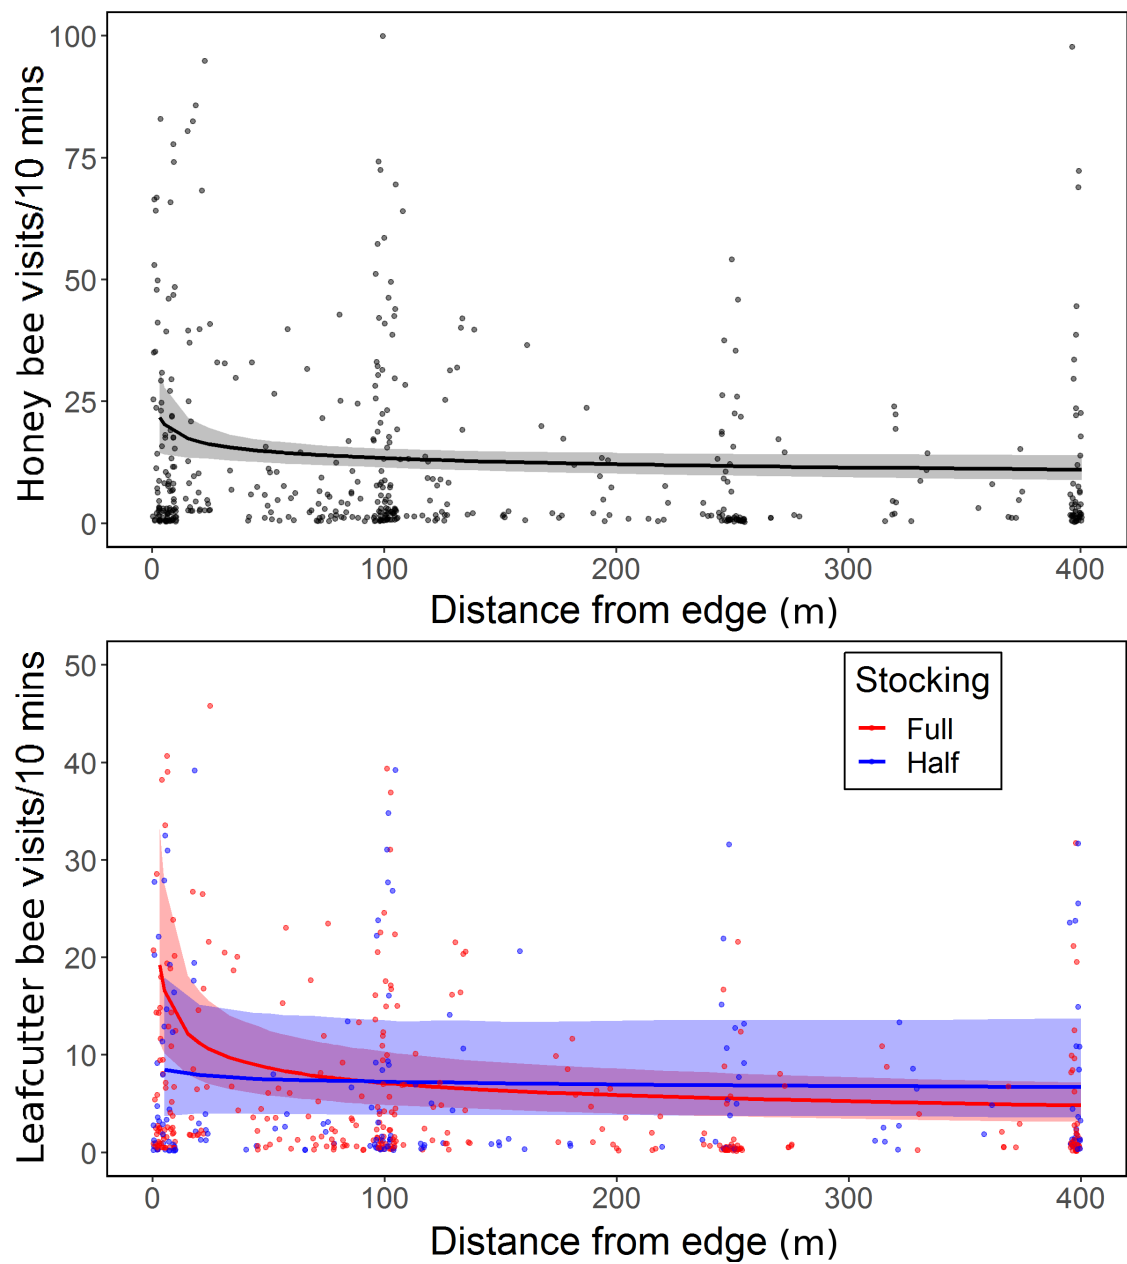 Honey bee visits/10 mins
100
75
50
25
0
0 100 200 300 400
Distance from edge (m)
Leafcutter bee visits/10 mins
50
40
30
20
10
0
Stocking
Full
Half
0 100 200 300 400
Distance from edge (m)